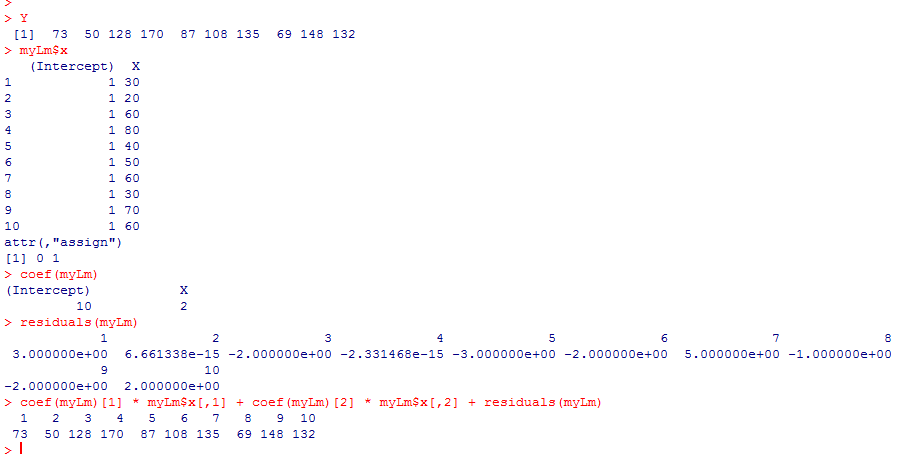 >
> Y
[1] 73 50 128 170 87 108 135 69 148 132
> myLm$x
(Intercept) X
1 1 30
2 1 20
3 1 60
4 1 80
5 1 40
6 1 50
7 1 60
8 1 30
9 1 70
10 1 60
attr(,"assign")
[1] 0 1
> coef(myLm)
(Intercept) X
10 2
> residuals(myLm)
1 2 3 4 5 6 7 8
3.000000e+00 6.661338e-15 -2.000000e+00 -2.331468e-15 -3.000000e+00 -2.000000e+00 5.000000e+00 -1.000000e+00
9 10
-2.000000e+00 2.000000e+00
> coef(myLm)[1] * myLm$x[,1] + coef(myLm)[2] * myLm$x[,2] + residuals(myLm)
1 2 3 4 5 6 7 8 9 10
73 50 128 170 87 108 135 69 148 132
>